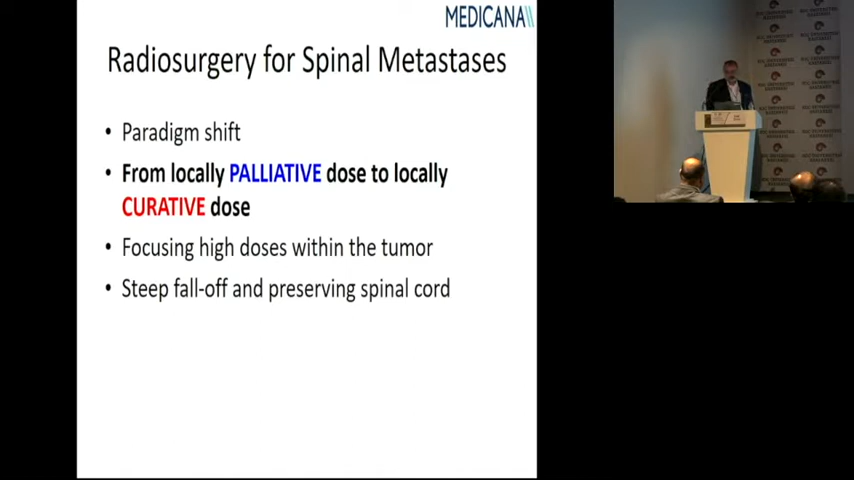 MEDICANA
Radiosurgery for Spinal Metastases
• Paradigm shift
• From locally PALLIATIVE dose to locally
CURATIVE dose
• Focusing high doses within the tumor
• Steep fall-off and preserving spinal cord